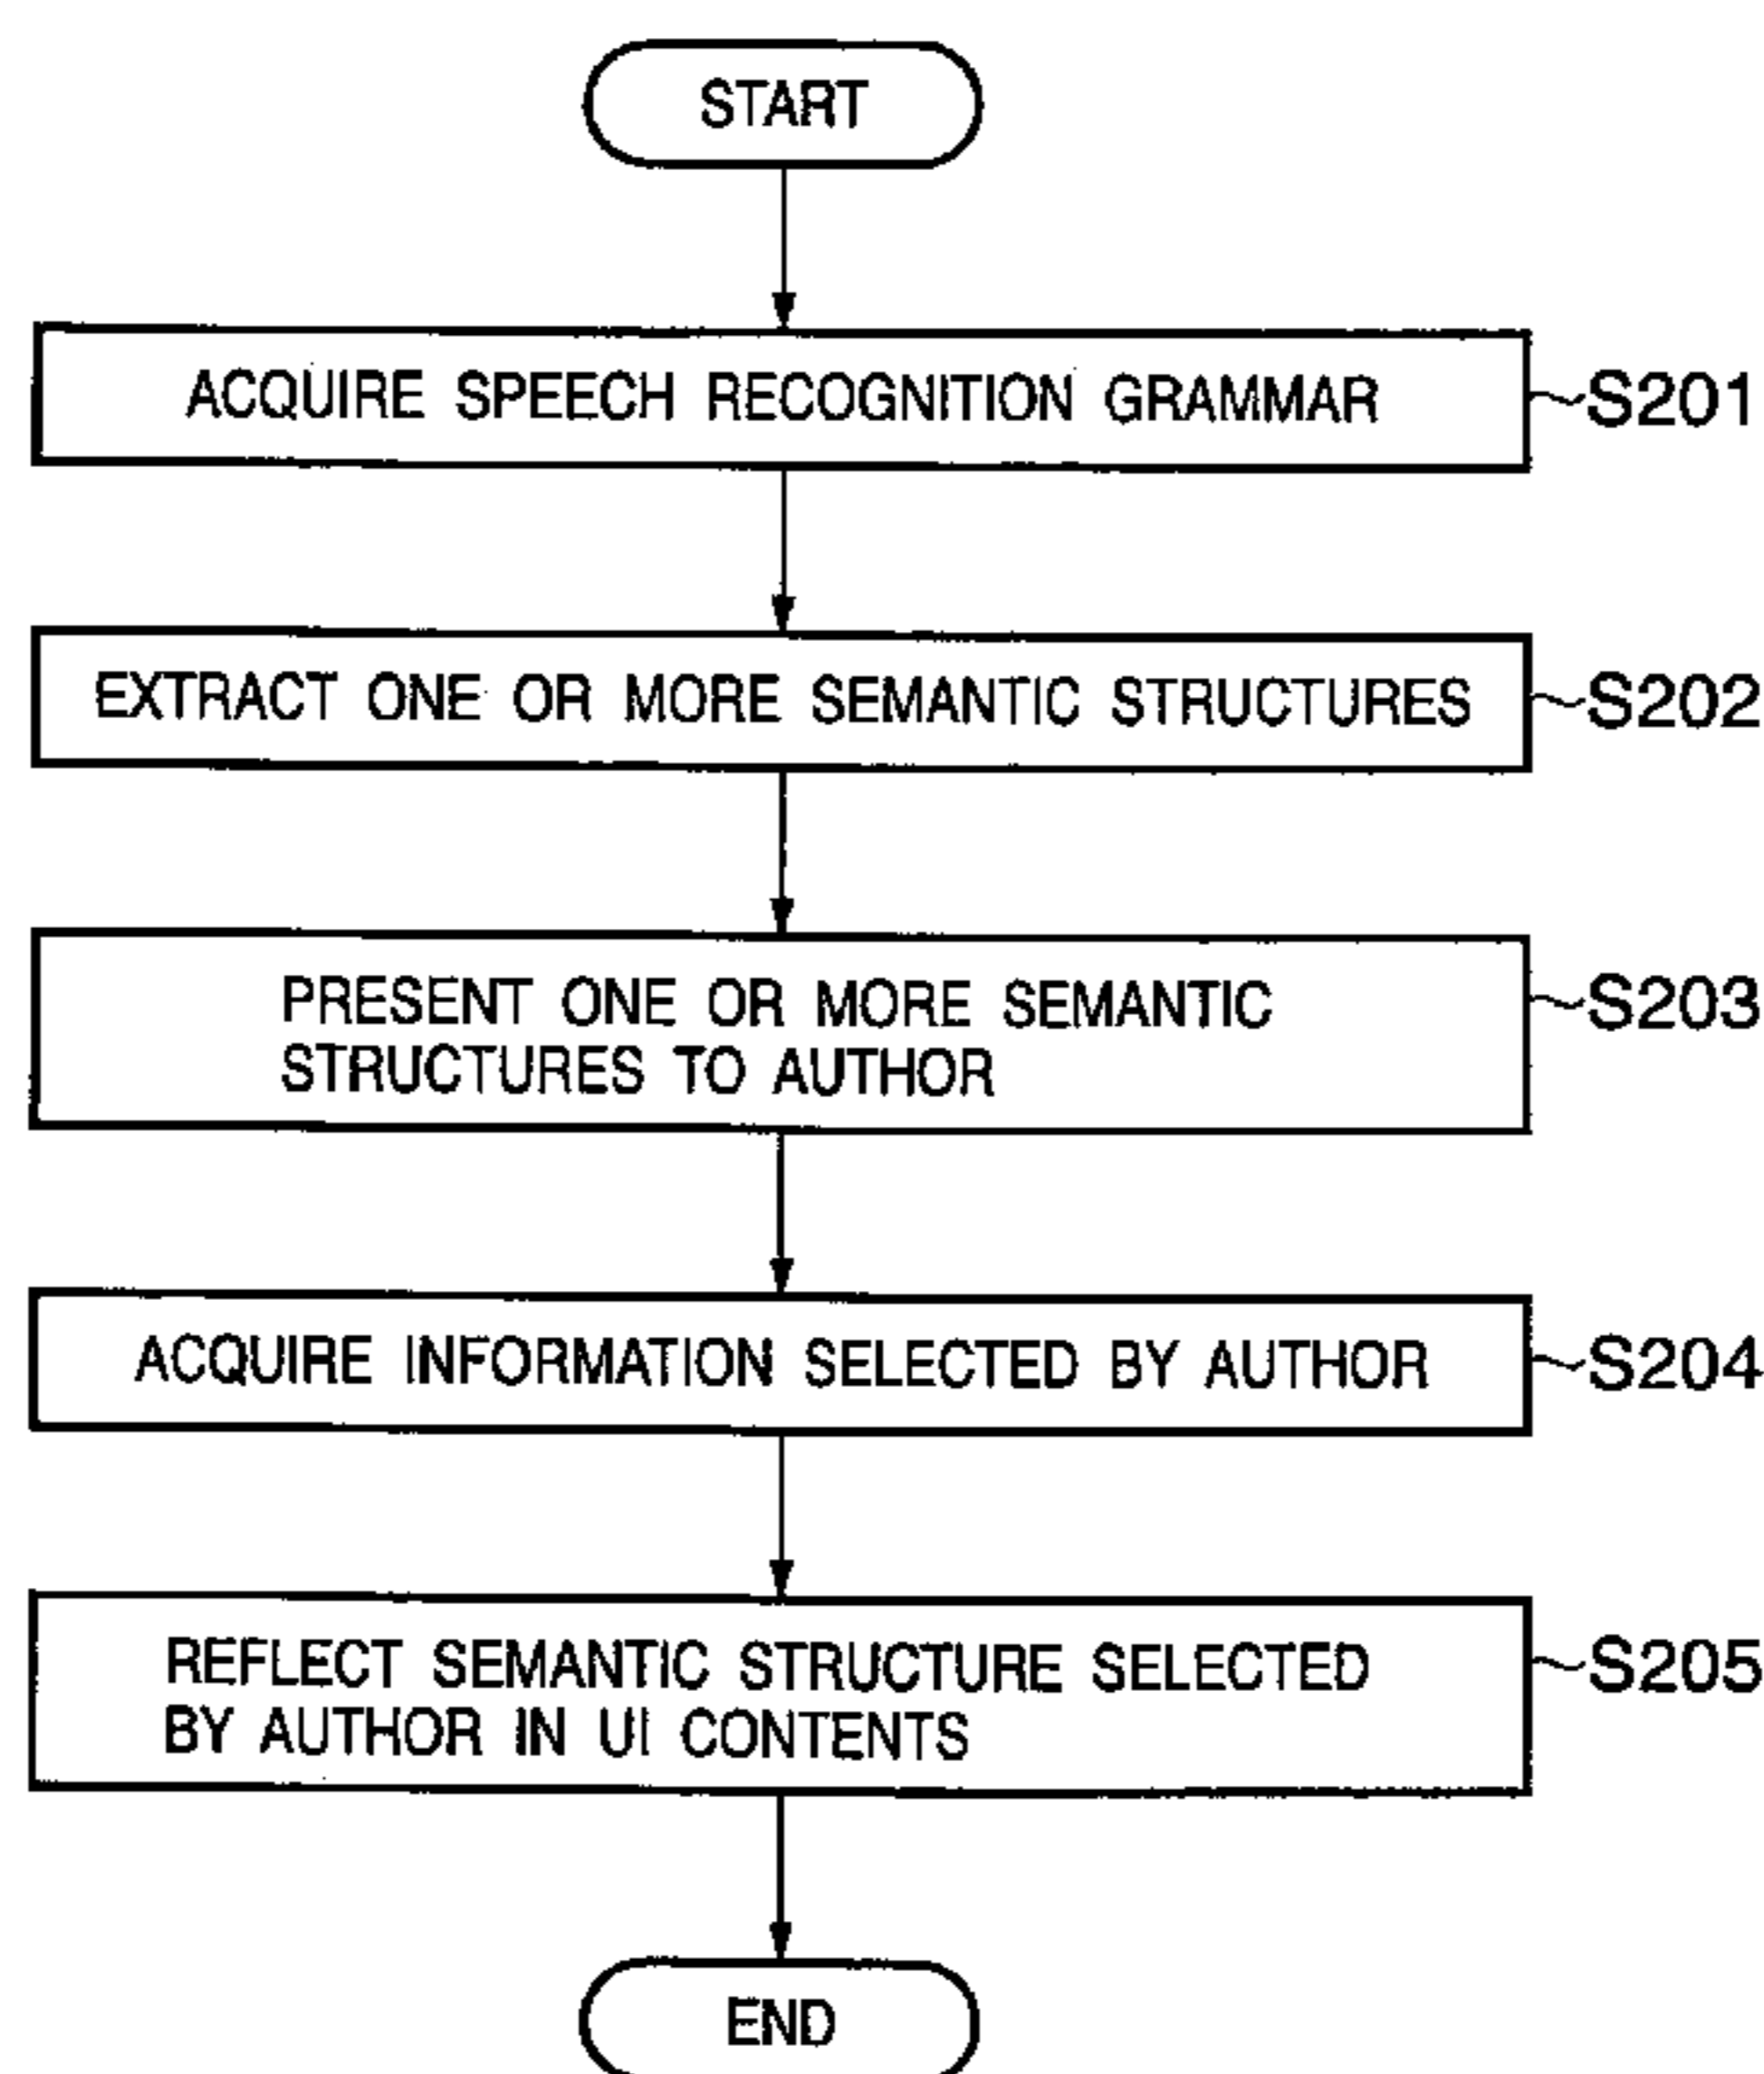 START
ACQUIRE SPEECH RECOGNITION GRAMMAR
S201
EXTRACT ONE OR MORE SEMANTIC STRUCTURES
S202
PRESENT ONE OR MORE SEMANTIC
STRUCTURES TO AUTHOR
S203
ACQUIRE INFORMATION SELECTED BY AUTHOR
S204
REFLECT SEMANTIC STRUCTURE SELECTED
BY AUTHOR IN UI CONTENTS
S205
END